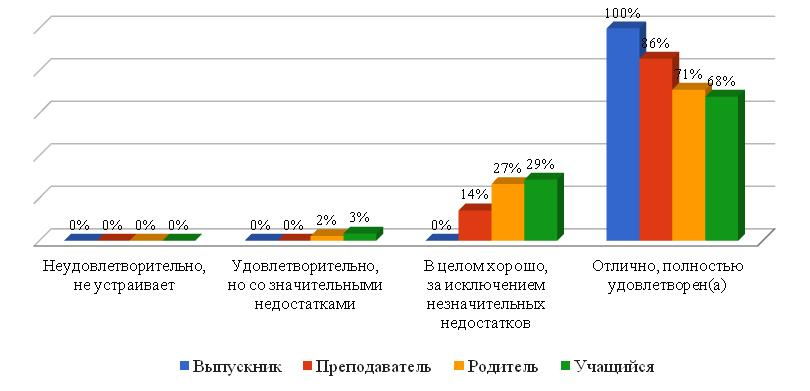 100%
86%
71%
68%
27%
29%
14%
0%
0%
0%
0%
0%
0%
2%
3%
0%
Неудовлетворительно,
не устраивает
Удовлетворительно,
но со значительными
недостатками
В целом хорошо,
за исключением
незначительных
недостатков
Отлично, полностью
удовлетворен(а)
Выпускник
Преподаватель
Родитель
Учащийся